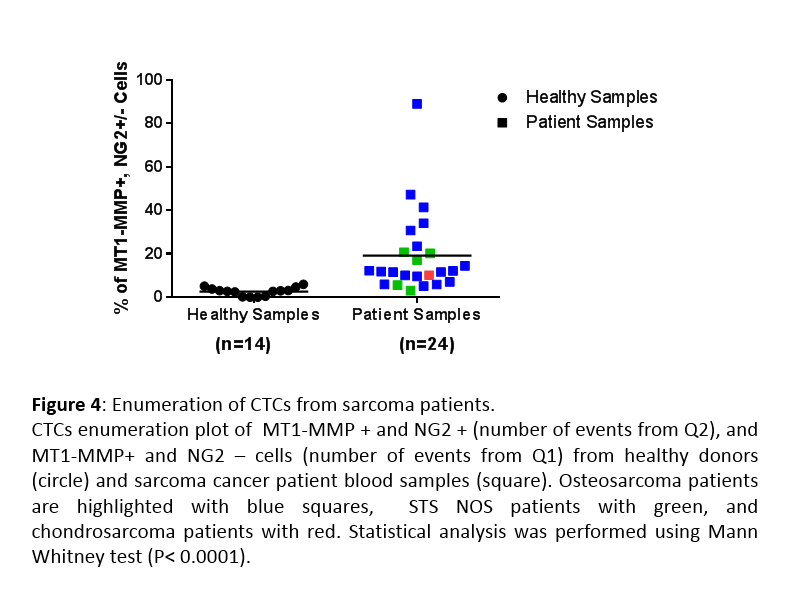 % of MT1-MMP+, NG2+/- Cells
100
80
60
40
20
0
Healthy Samples
Patient Samples
Healthy Samples
Patient Samples
(n=14)
(n=24)
Figure 4: Enumeration of CTCs from sarcoma patients.
CTCs enumeration plot of MT1-MMP + and NG2 + (number of events from Q2), and
MT1-MMP+ and NG2 – cells (number of events from Q1) from healthy donors
(circle) and sarcoma cancer patient blood samples (square). Osteosarcoma patients
are highlighted with blue squares, STS NOS patients with green, and
chondrosarcoma patients with red. Statistical analysis was performed using Mann
Whitney test (P< 0.0001).